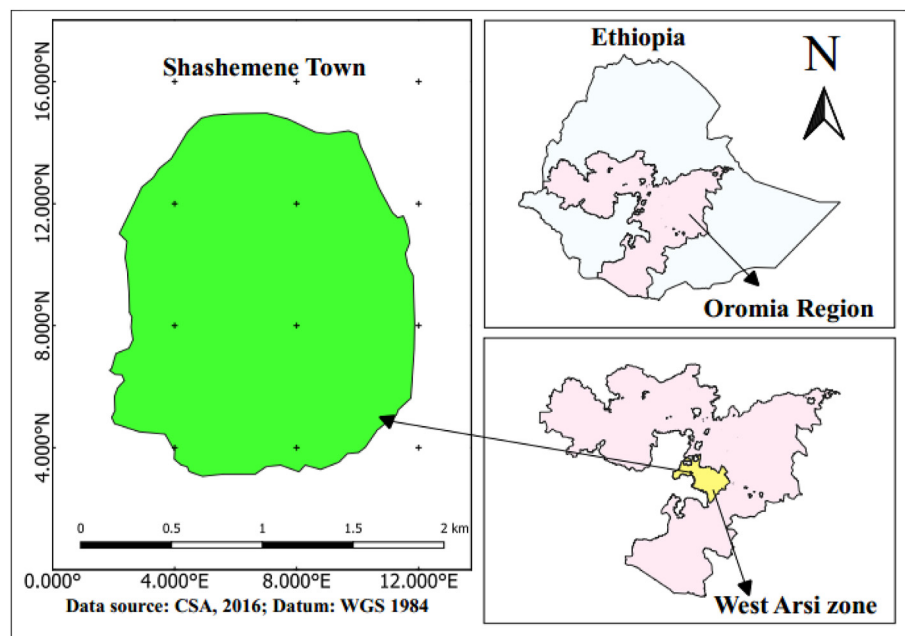 Shashemene Town
16.000°N
12.000°N
8.000°N
4.000°N
0 0.5 1 1.5 2 km
0.000° 4.000°E 8.000°E 12.000°E
Data source: CSA, 2016; Datum: WGS 1984
Ethiopia
N
Oromia Region
West Arsi zone